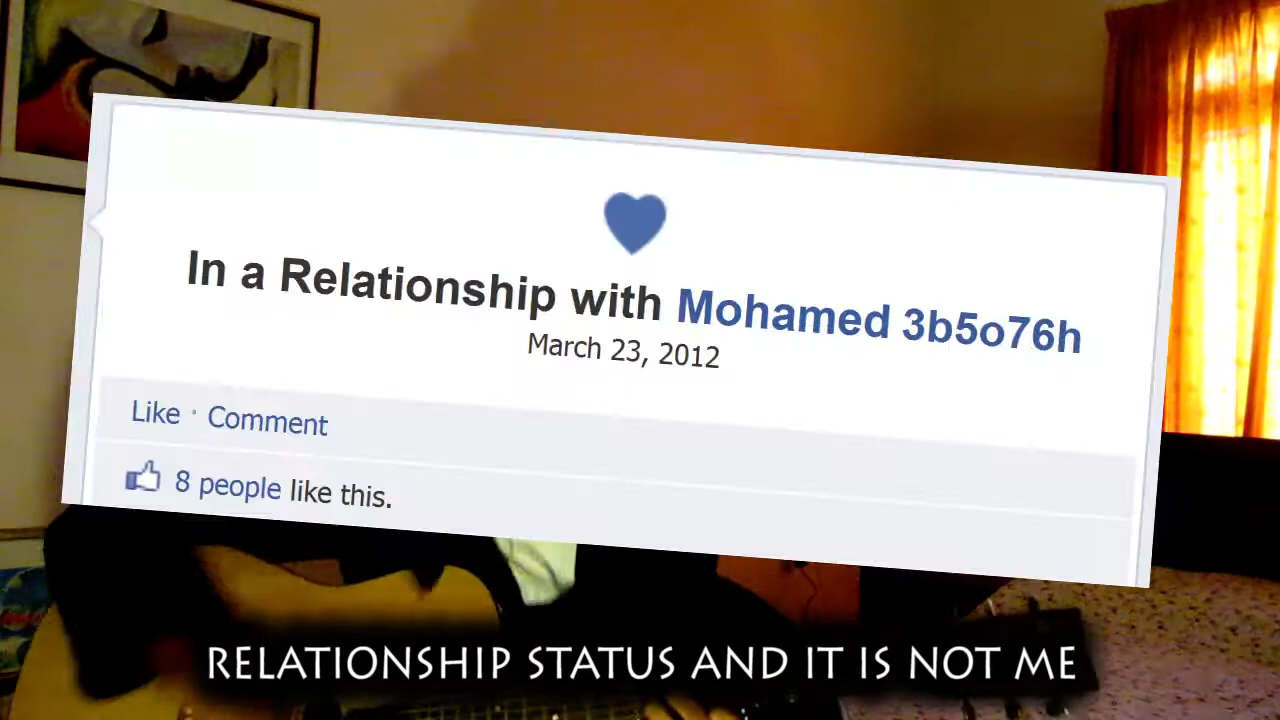 In a Relationship with Mohamed 3b5o76h
March 23, 2012
Like · Comment
8 people like this.
RELATIONSHIP STATUS AND IT IS NOT ME